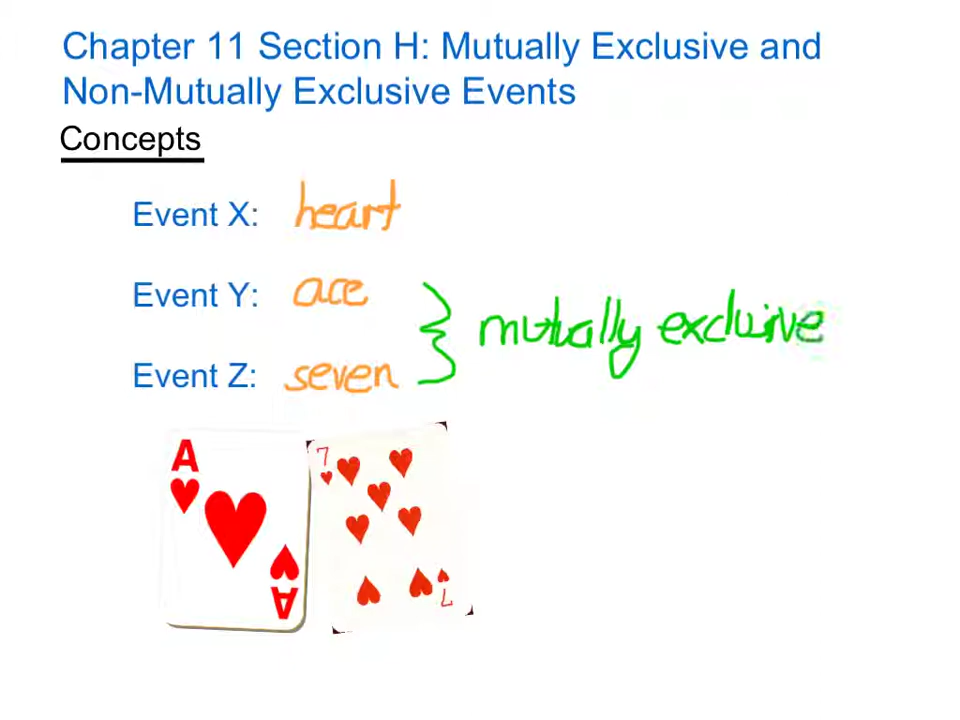 Chapter 11 Section H: Mutually Exclusive and
Non-Mutually Exclusive Events
Concepts
Event X: heart
Event Y: ace
mutually exclusive
Event Z: seven
A
7
A
7